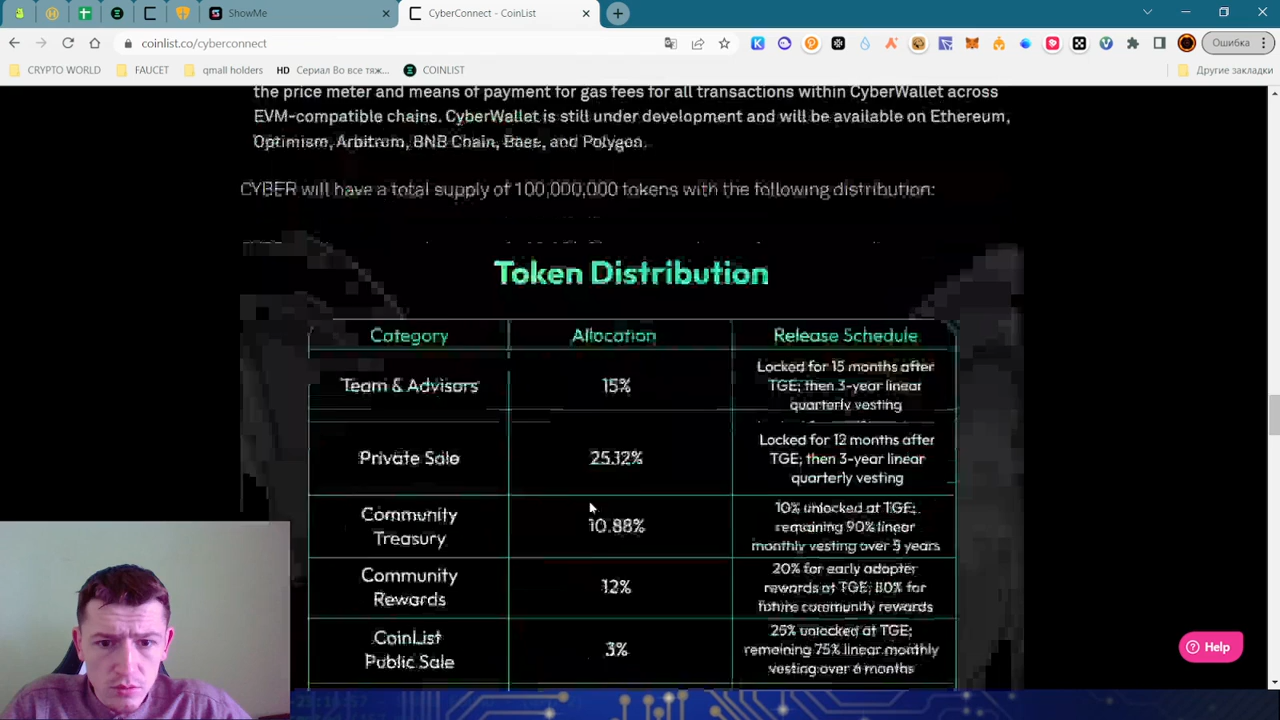 ShowMe
CyberConnect - CoinList
coinlist.co/cyberconnect
Ошибка
CRYPTO WORLD
FAUCET
qmall holders
HD Сериал Во все тяж...
COINLIST
Другие закладки
the price meter and means of payment for gas fees for all transactions within CyberWallet across
EVM-compatible chains. CyberWallet is still under development and will be available on Ethereum,
Optimism, Arbitrum, BNB Chain, Base, and Polygon.
CYBER will have a total supply of 100,000,000 tokens with the following distribution:
Token Distribution
Category Allocation Release Schedule
Team & Advisors 15% Locked for 15 months after
TGE; then 3-year linear
quarterly vesting
Private Sale 25.12% Locked for 12 months after
TGE; then 3-year linear
quarterly vesting
Community
Treasury
10.88%
10% unlocked at TGE;
remaining 90% linear
monthly vesting over 5 years
Community
Rewards
12%
20% for early adopter
rewards at TGE; 80% for
future community rewards
CoinList
Public Sale
3%
25% unlocked at TGE;
remaining 75% linear monthly
vesting over 6 months
Help